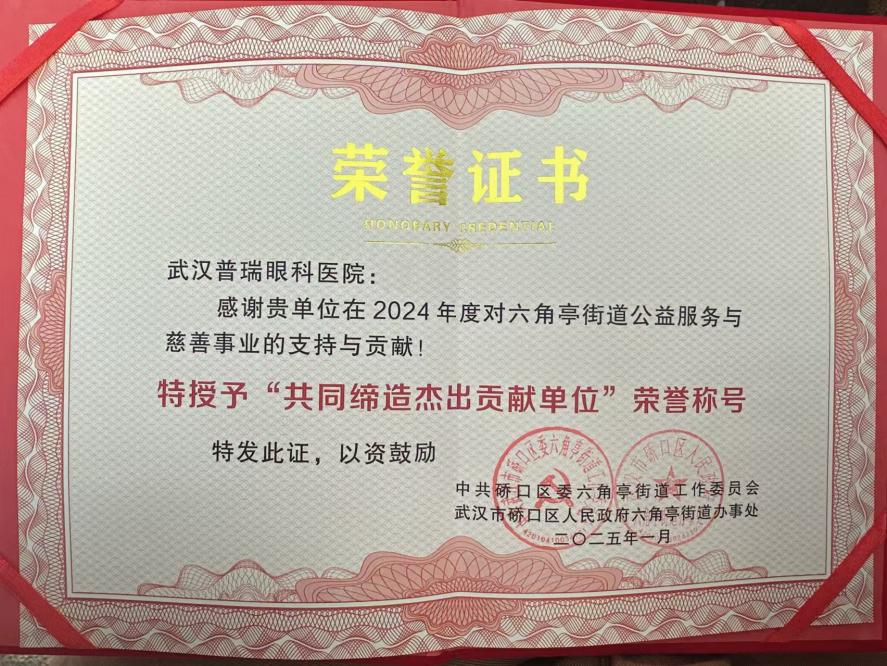 荣誉证书
HONORARY CREDENTIAL
武汉普瑞眼科医院：
感谢贵单位在2024年度对六角亭街道公益服务与
慈善事业的支持与贡献！
特授予“共同缔造杰出贡献单位”荣誉称号
特发此证，以资鼓励
中共硚口区委六角亭街道工作委员会
武汉市硚口区人民政府六角亭街道办事处
二〇二五年一月